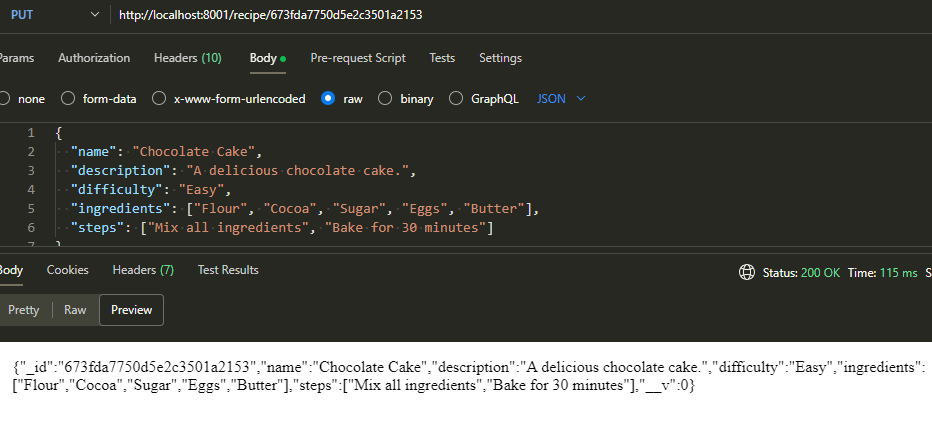 PUT http://localhost:8001/recipe/673fda7750d5e2c3501a2153
Params Authorization Headers (10) Body Pre-request Script Tests Settings
none form-data x-www-form-urlencoded raw binary GraphQL JSON
1 {
2 "name": "Chocolate Cake",
3 "description": "A delicious chocolate cake.",
4 "difficulty": "Easy",
5 "ingredients": ["Flour", "Cocoa", "Sugar", "Eggs", "Butter"],
6 "steps": ["Mix all ingredients", "Bake for 30 minutes"]
7 }
Body Cookies Headers (7) Test Results Status: 200 OK Time: 115 ms S
Pretty Raw Preview
{"_id":"673fda7750d5e2c3501a2153","name":"Chocolate Cake","description":"A delicious chocolate cake.","difficulty":"Easy","ingredients":
["Flour","Cocoa","Sugar","Eggs","Butter"],"steps":["Mix all ingredients","Bake for 30 minutes"],"__v":0}